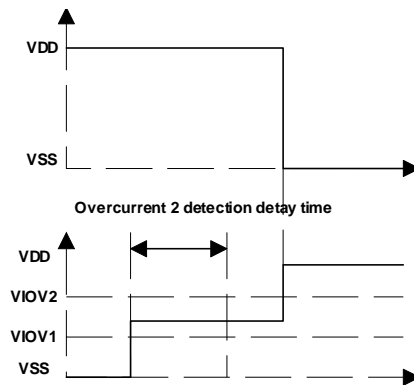 VDD
VSS
Overcurrent 2 detection detay time
VDD
VIOV2
VIOV1
VSS